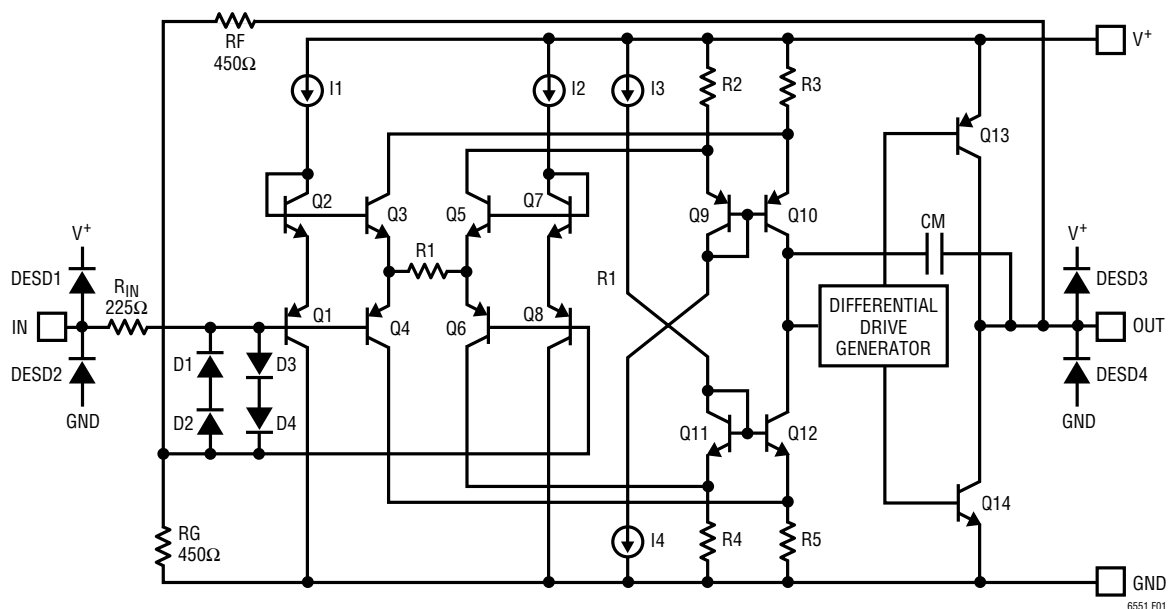 RF
450Ω
V+
I1
I2
I3
R2
R3
Q13
Q2
Q3
Q5
Q7
Q9
Q10
CM
V+
DESD3
V+
DESD1
RIN
225Ω
R1
R1
IN
Q1
Q4
Q6
Q8
DIFFERENTIAL
DRIVE
GENERATOR
OUT
DESD2
D1
D3
DESD4
GND
D2
D4
GND
Q11
Q12
Q14
RG
450Ω
I4
R4
R5
GND
6551 F01